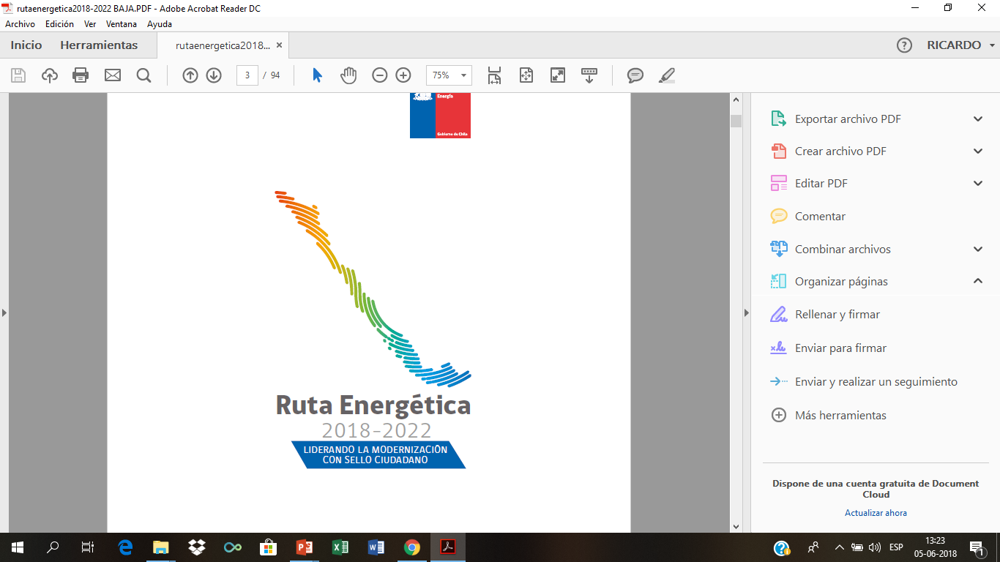 rutaenergetica2018-2022 BAJA.PDF - Adobe Acrobat Reader DC
Archivo Edición Ver Ventana Ayuda
Inicio Herramientas rutaenergetica2018... RICARDO
3 / 94 75%
Energía
Gobierno de Chile
Ruta Energética
2018-2022
LIDERANDO LA MODERNIZACIÓN
CON SELLO CIUDADANO
Exportar archivo PDF
Crear archivo PDF
Editar PDF
Comentar
Combinar archivos
Organizar páginas
Rellenar y firmar
Enviar para firmar
Enviar y realizar un seguimiento
Más herramientas
Dispone de una cuenta gratuita de Document
Cloud
Actualizar ahora
ESP
13:23
05-06-2018
1